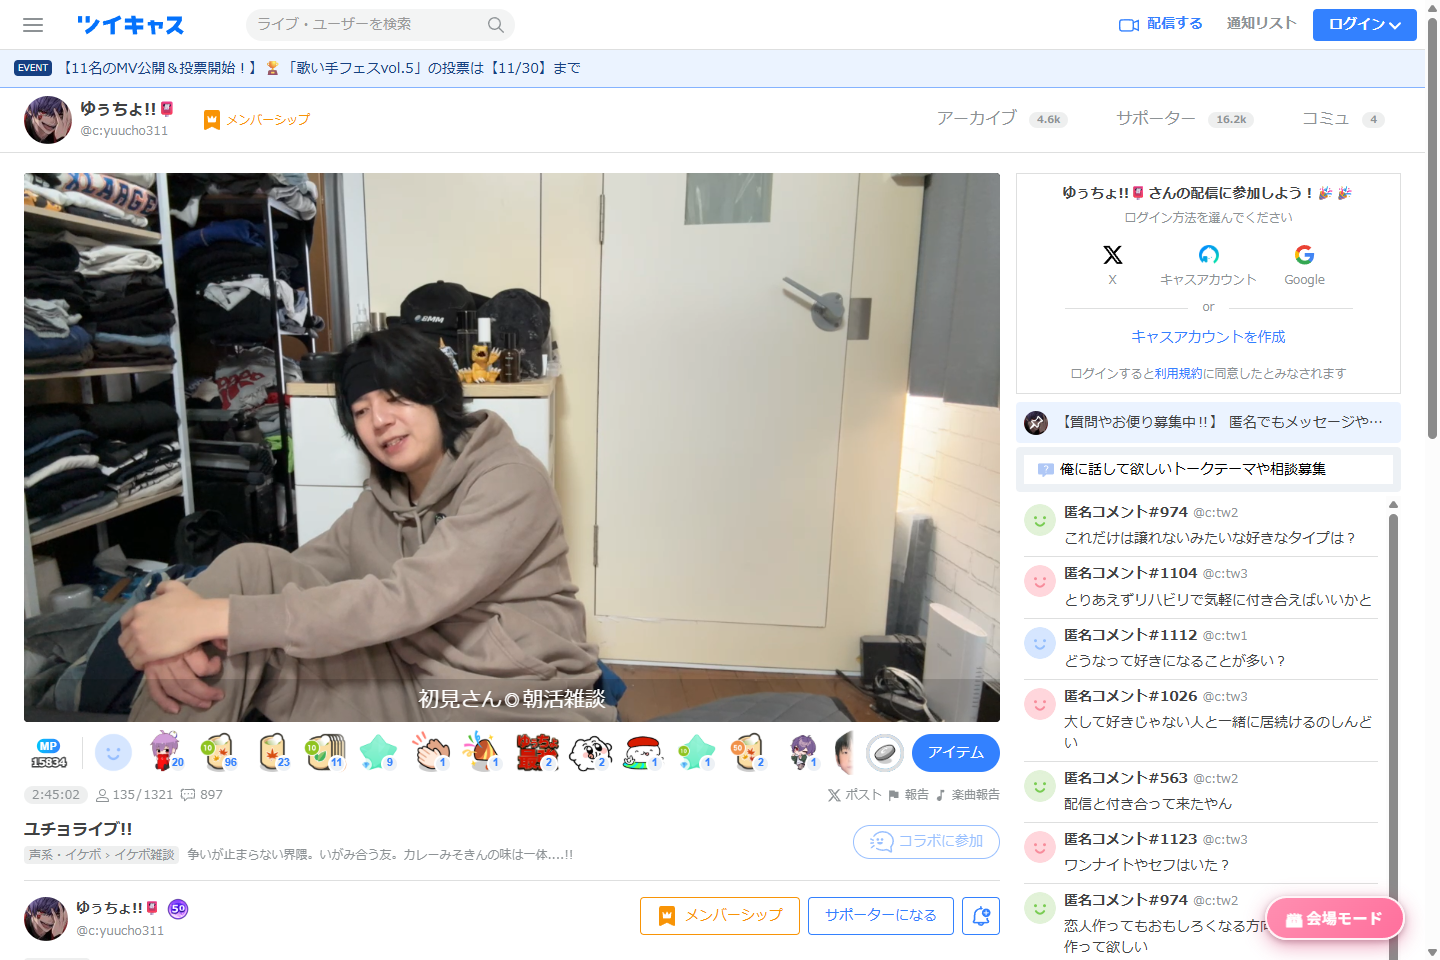 ツイキャス
ライブ・ユーザーを検索
配信する
通知リスト
ログイン
EVENT 【11名のMV公開＆投票開始！】🏆「歌い手フェスvol.5」の投票は【11/30】まで
ゆぅちょ!!📮
@c:yuucho311
メンバーシップ
アーカイブ 4.6k
サポーター 16.2k
コミュ 4
XLARGE
初見さん◎朝活雑談
MP
15834
10 20
10 96
23
10 11
9
1
1
ゆっちょ最高 2
2
1
10 1
50 2
1
アイテム
2:45:02 135/1321 897
ポスト 報告 楽曲報告
ユチョライブ!!
声系・イケボ › イケボ雑談 争いが止まらない界隈。いがみ合う友。カレーみそきんの味は一体....!!
コラボに参加
ゆぅちょ!!📮 50
@c:yuucho311
メンバーシップ
サポーターになる
ゆぅちょ!!📮さんの配信に参加しよう！🎉🎉
ログイン方法を選んでください
X
キャスアカウント
Google
or
キャスアカウントを作成
ログインすると利用規約に同意したとみなされます
【質問やお便り募集中!!】 匿名でもメッセージや…
俺に話して欲しいトークテーマや相談募集
匿名コメント#974 @c:tw2
これだけは譲れないみたいな好きなタイプは？
匿名コメント#1104 @c:tw3
とりあえずリハビリで気軽に付き合えばいいかと
匿名コメント#1112 @c:tw1
どうなって好きになることが多い？
匿名コメント#1026 @c:tw3
大して好きじゃない人と一緒に居続けるのしんど
い
匿名コメント#563 @c:tw2
配信と付き合って来たやん
匿名コメント#1123 @c:tw3
ワンナイトやセフはいた？
匿名コメント#974 @c:tw2
恋人作ってもおもしろくなる方向
作って欲しい
会場モード